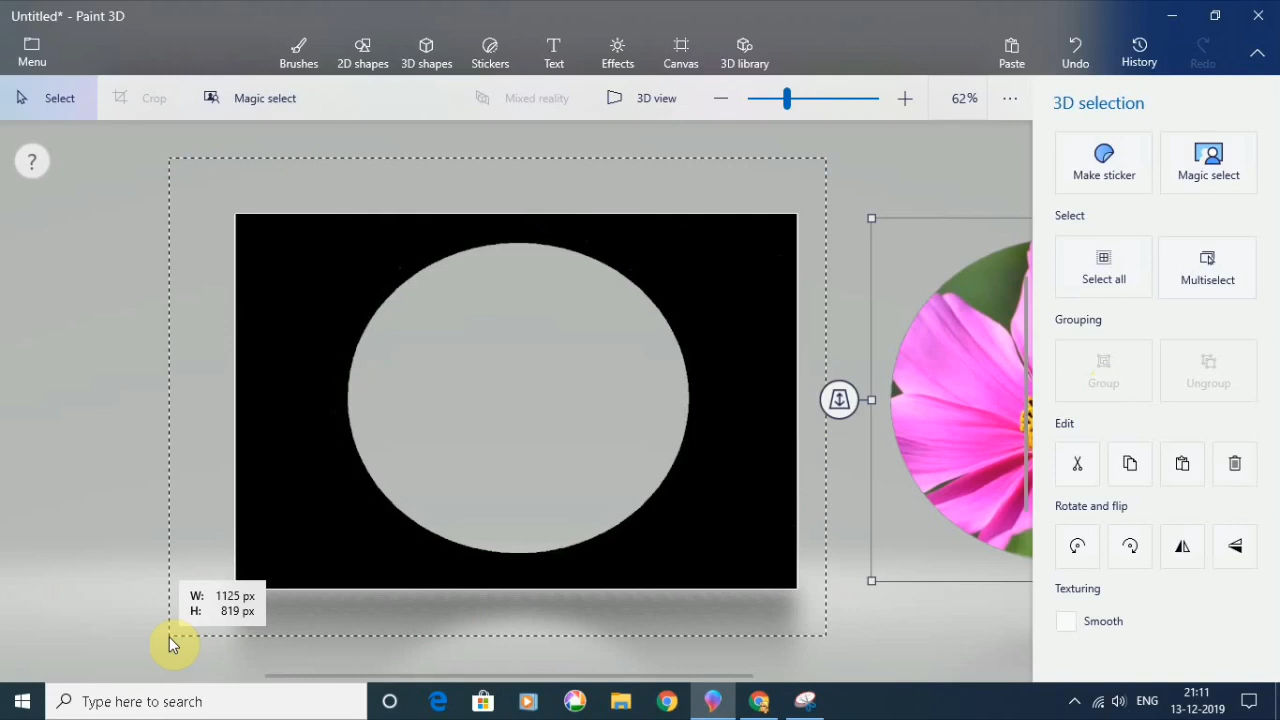 Untitled* - Paint 3D
Menu
Brushes
2D shapes
3D shapes
Stickers
Text
Effects
Canvas
3D library
Paste
Undo
History
Redo
Select
Crop
Magic select
Mixed reality
3D view
62%
3D selection
?
Make sticker
Magic select
Select
Select all
Multiselect
Grouping
Group
Ungroup
Edit
Rotate and flip
W: 1125 px
H: 819 px
Texturing
Smooth
Type here to search
ENG
21:11
13-12-2019